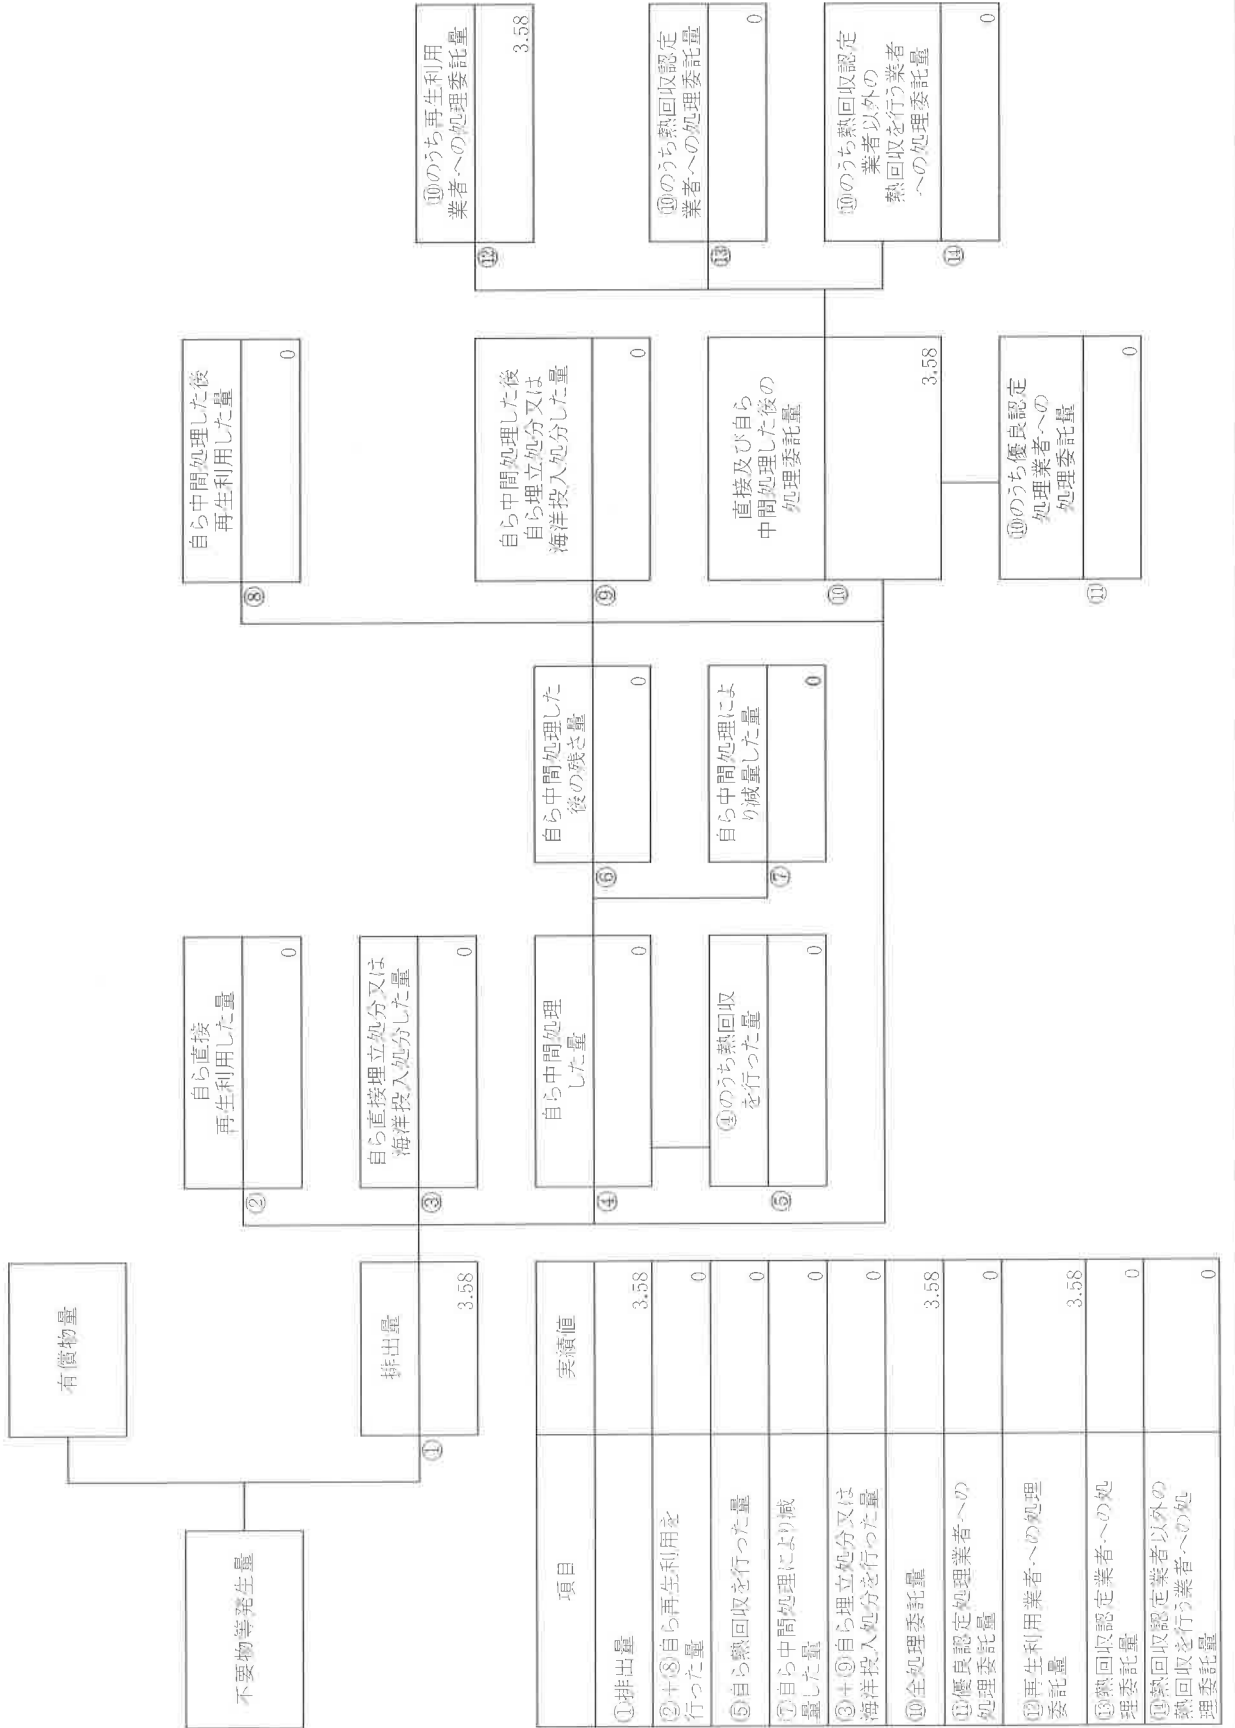 不要物等発生量
有償物量
①
排出量
3.58
②
自ら直接
再生利用した量
0
③
自ら直接埋立処分又は
海洋投入処分した量
0
④
自ら中間処理
した量
0
⑤
④のうち熱回収
を行った量
0
⑥
自ら中間処理した
後の残さ量
0
⑦
自ら中間処理によ
り減量した量
0
⑧
自ら中間処理した後
再生利用した量
0
⑨
自ら中間処理した後
自ら埋立処分又は
海洋投入処分した量
0
⑩
直接及び自ら
中間処理した後の
処理委託量
3.58
⑪
⑩のうち優良認定
処理業者への
処理委託量
0
⑫
⑩のうち再生利用
業者への処理委託量
3.58
⑬
⑩のうち熱回収認定
業者への処理委託量
0
⑭
⑩のうち熱回収認定
業者以外の
熱回収を行う業者
への処理委託量
0
項目 実績値
①排出量 3.58
②+⑧自ら再生利用を
行った量 0
⑤自ら熱回収を行った量 0
⑦自ら中間処理により減
量した量 0
③+⑨自ら埋立処分又は
海洋投入処分を行った量 0
⑩全処理委託量 3.58
⑪優良認定処理業者への
処理委託量 0
⑫再生利用業者への処理
委託量 3.58
⑬熱回収認定業者への処
理委託量 0
⑭熱回収認定業者以外の
熱回収を行う業者への処
理委託量 0